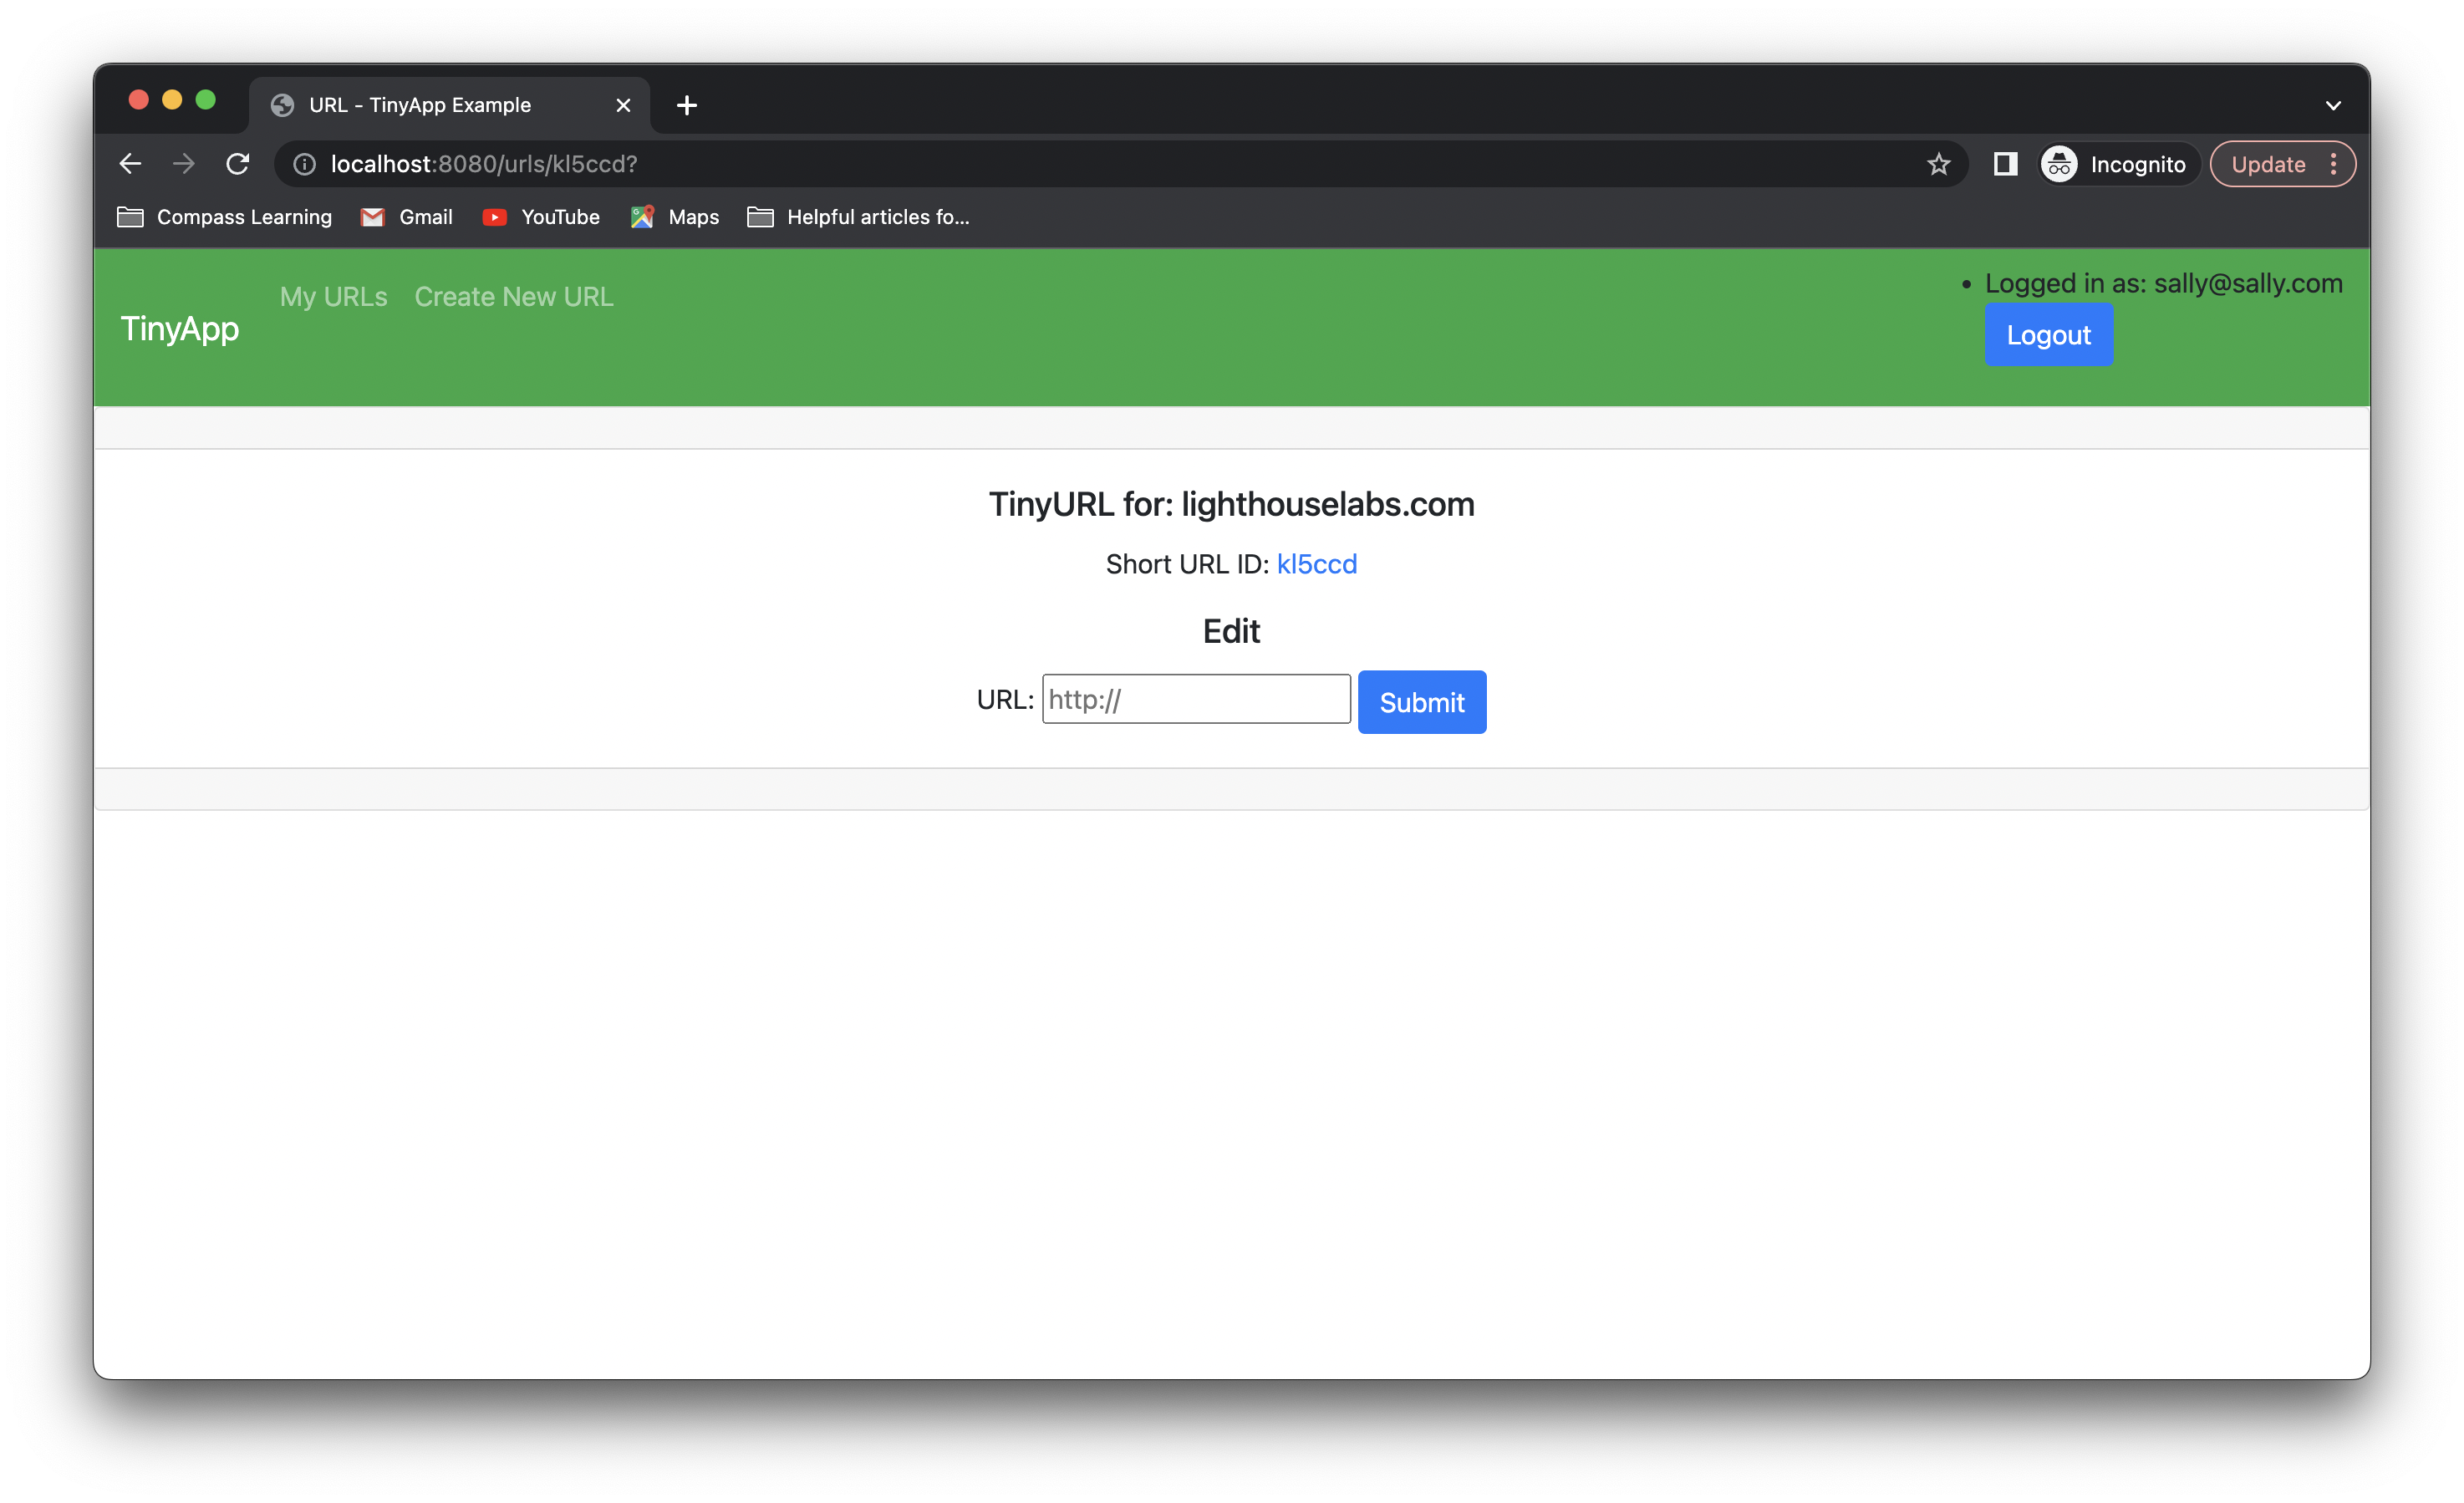 URL - TinyApp Example
localhost:8080/urls/kl5ccd?
Incognito
Update
Compass Learning
Gmail
YouTube
Maps
Helpful articles fo...
TinyApp
My URLs
Create New URL
Logged in as: sally@sally.com
Logout
TinyURL for: lighthouselabs.com
Short URL ID: kl5ccd
Edit
URL: http:// Submit